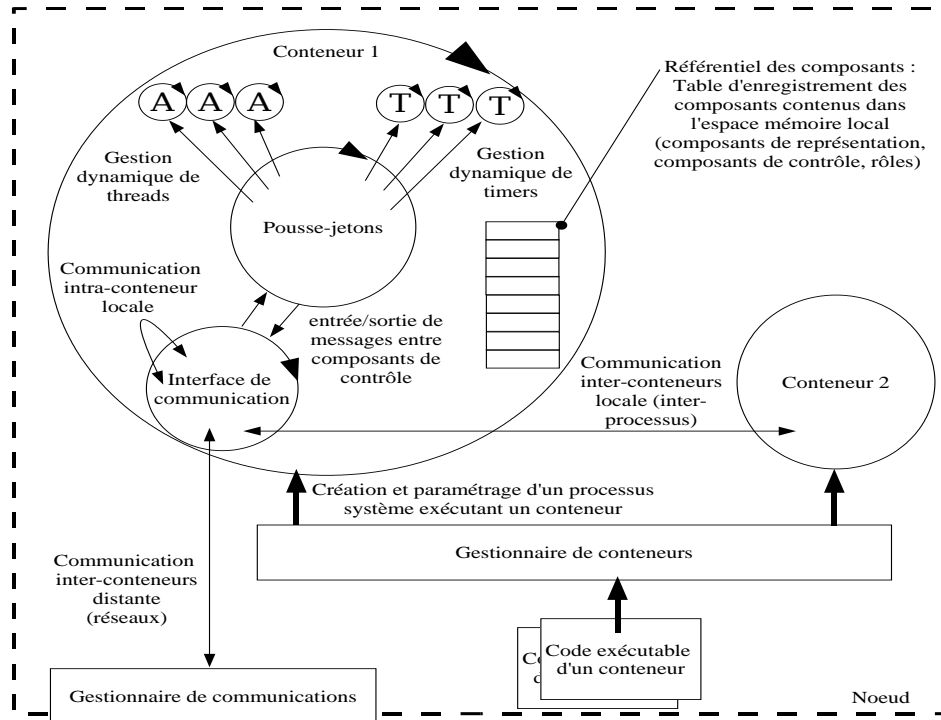 Conteneur 1
A A A
T T T
Référentiel des composants :
Table d'enregistrement des
composants contenus dans
l'espace mémoire local
(composants de représentation,
composants de contrôle, rôles)
Gestion
dynamique de
threads
Gestion
dynamique de
timers
Pousse-jetons
Communication
intra-conteneur
locale
entrée/sortie de
messages entre
composants de
contrôle
Interface de
communication
Communication
inter-conteneurs
locale (inter-
processus)
Conteneur 2
Création et paramétrage d'un processus
système exécutant un conteneur
Gestionnaire de conteneurs
Communication
inter-conteneurs
distante
(réseaux)
Co
d
Code exécutable
d'un conteneur
Gestionnaire de communications
Noeud